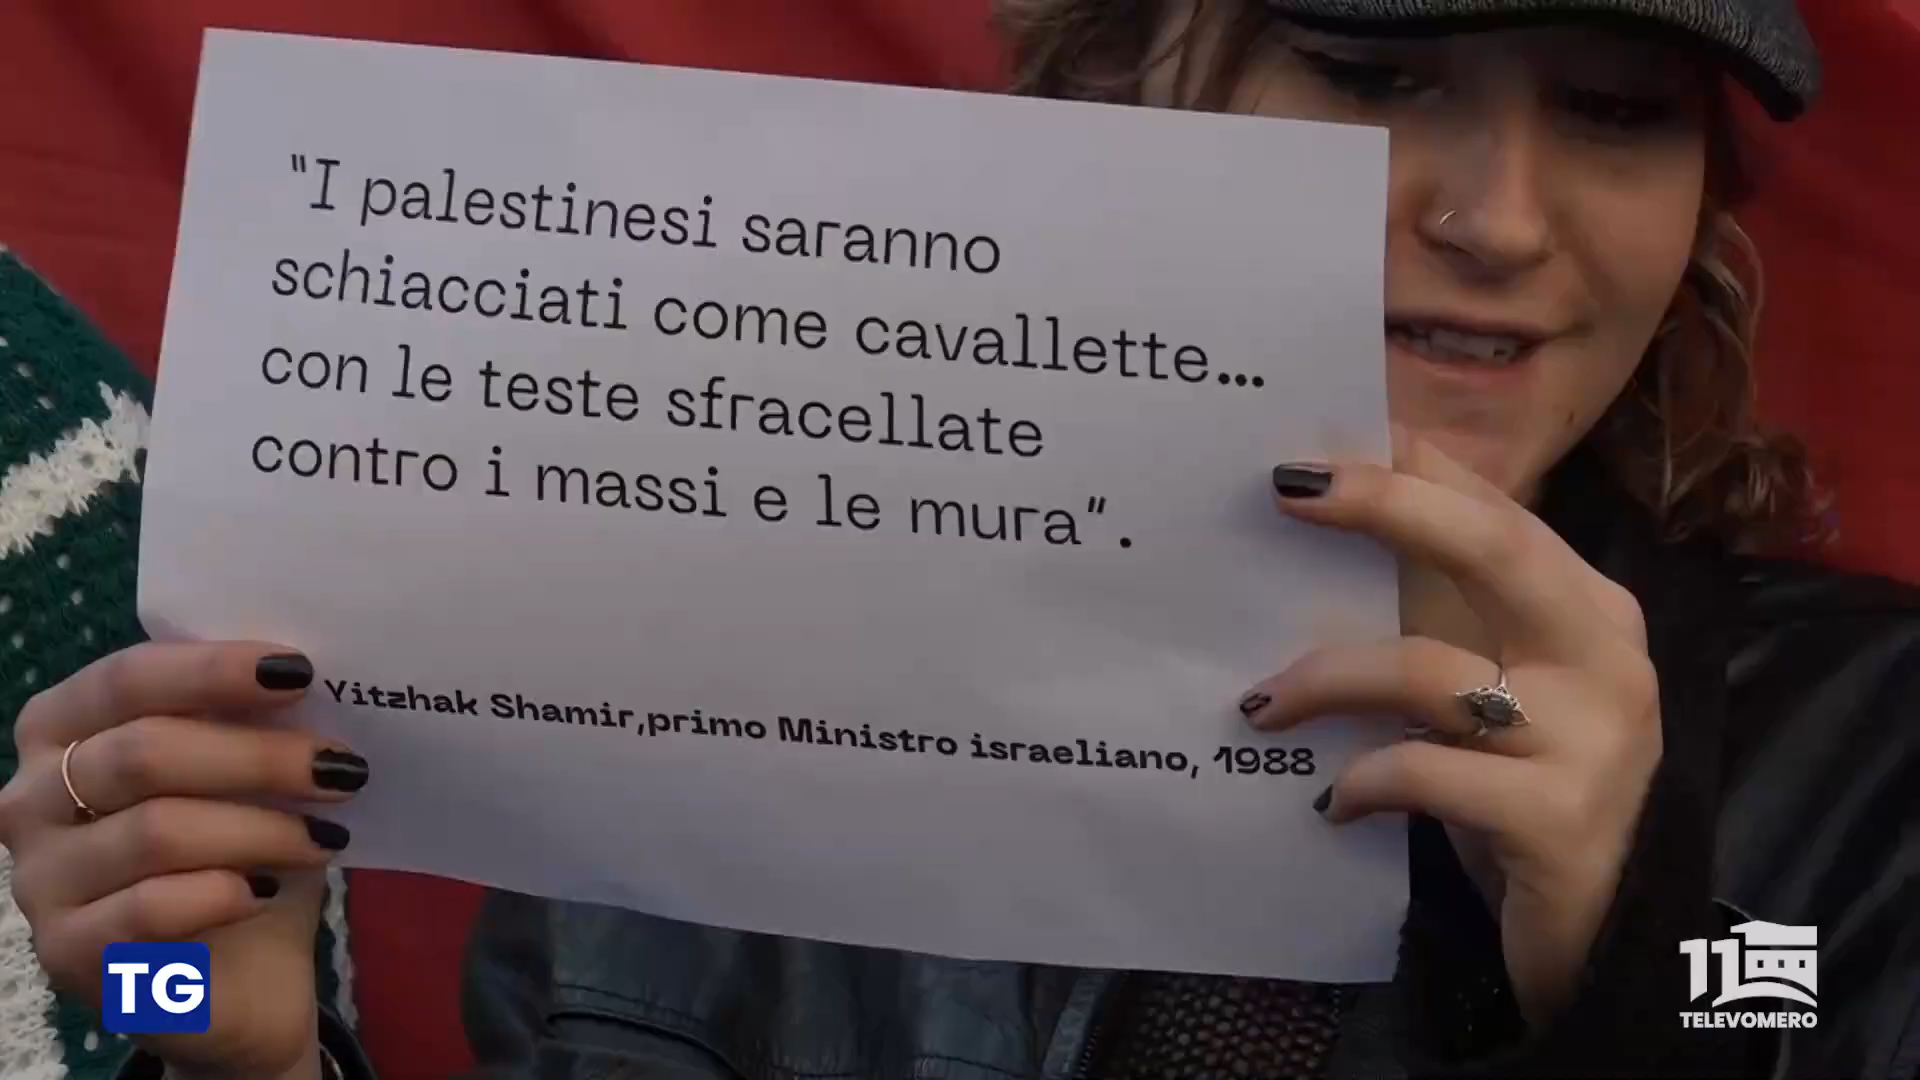 "I palestinesi saranno
schiacciati come cavallette...
con le teste sfracellate
contro i massi e le mura".
Yitzhak Shamir,primo Ministro israeliano, 1988
TG
11
TELEVOMERO